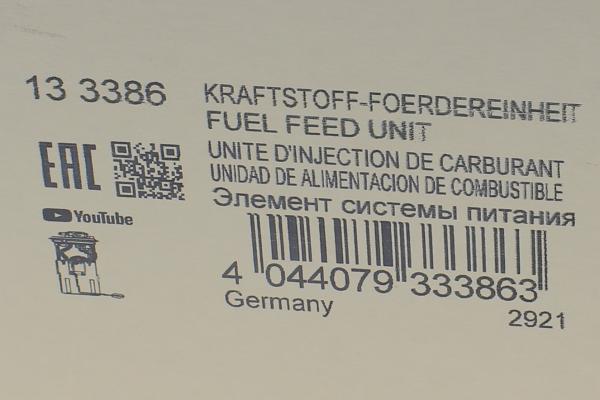 13 3386
KRAFTSTOFF-FOERDEREINHEIT
FUEL FEED UNIT
UNITE D'INJECTION DE CARBURANT
UNIDAD DE ALIMENTACION DE COMBUSTIBLE
Элемент системы питания
EAC
YouTube
4 044079 333863
Germany
2921